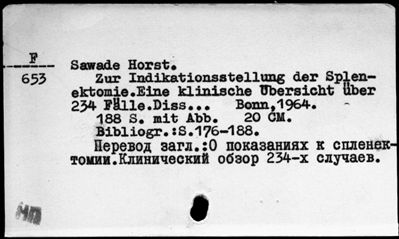 F
653
Sawade Horst.
Zur Indikationsstellung der Splen-
ektomie.Eine klinische Übersicht über
234 Fälle.Diss... Bonn,1964.
188 S. mit Abb. 20 CM.
Bibliogr.:S.176-188.
Перевод загл.:О показаниях к спленек-
томии.Клинический обзор 234-х случаев.
НП